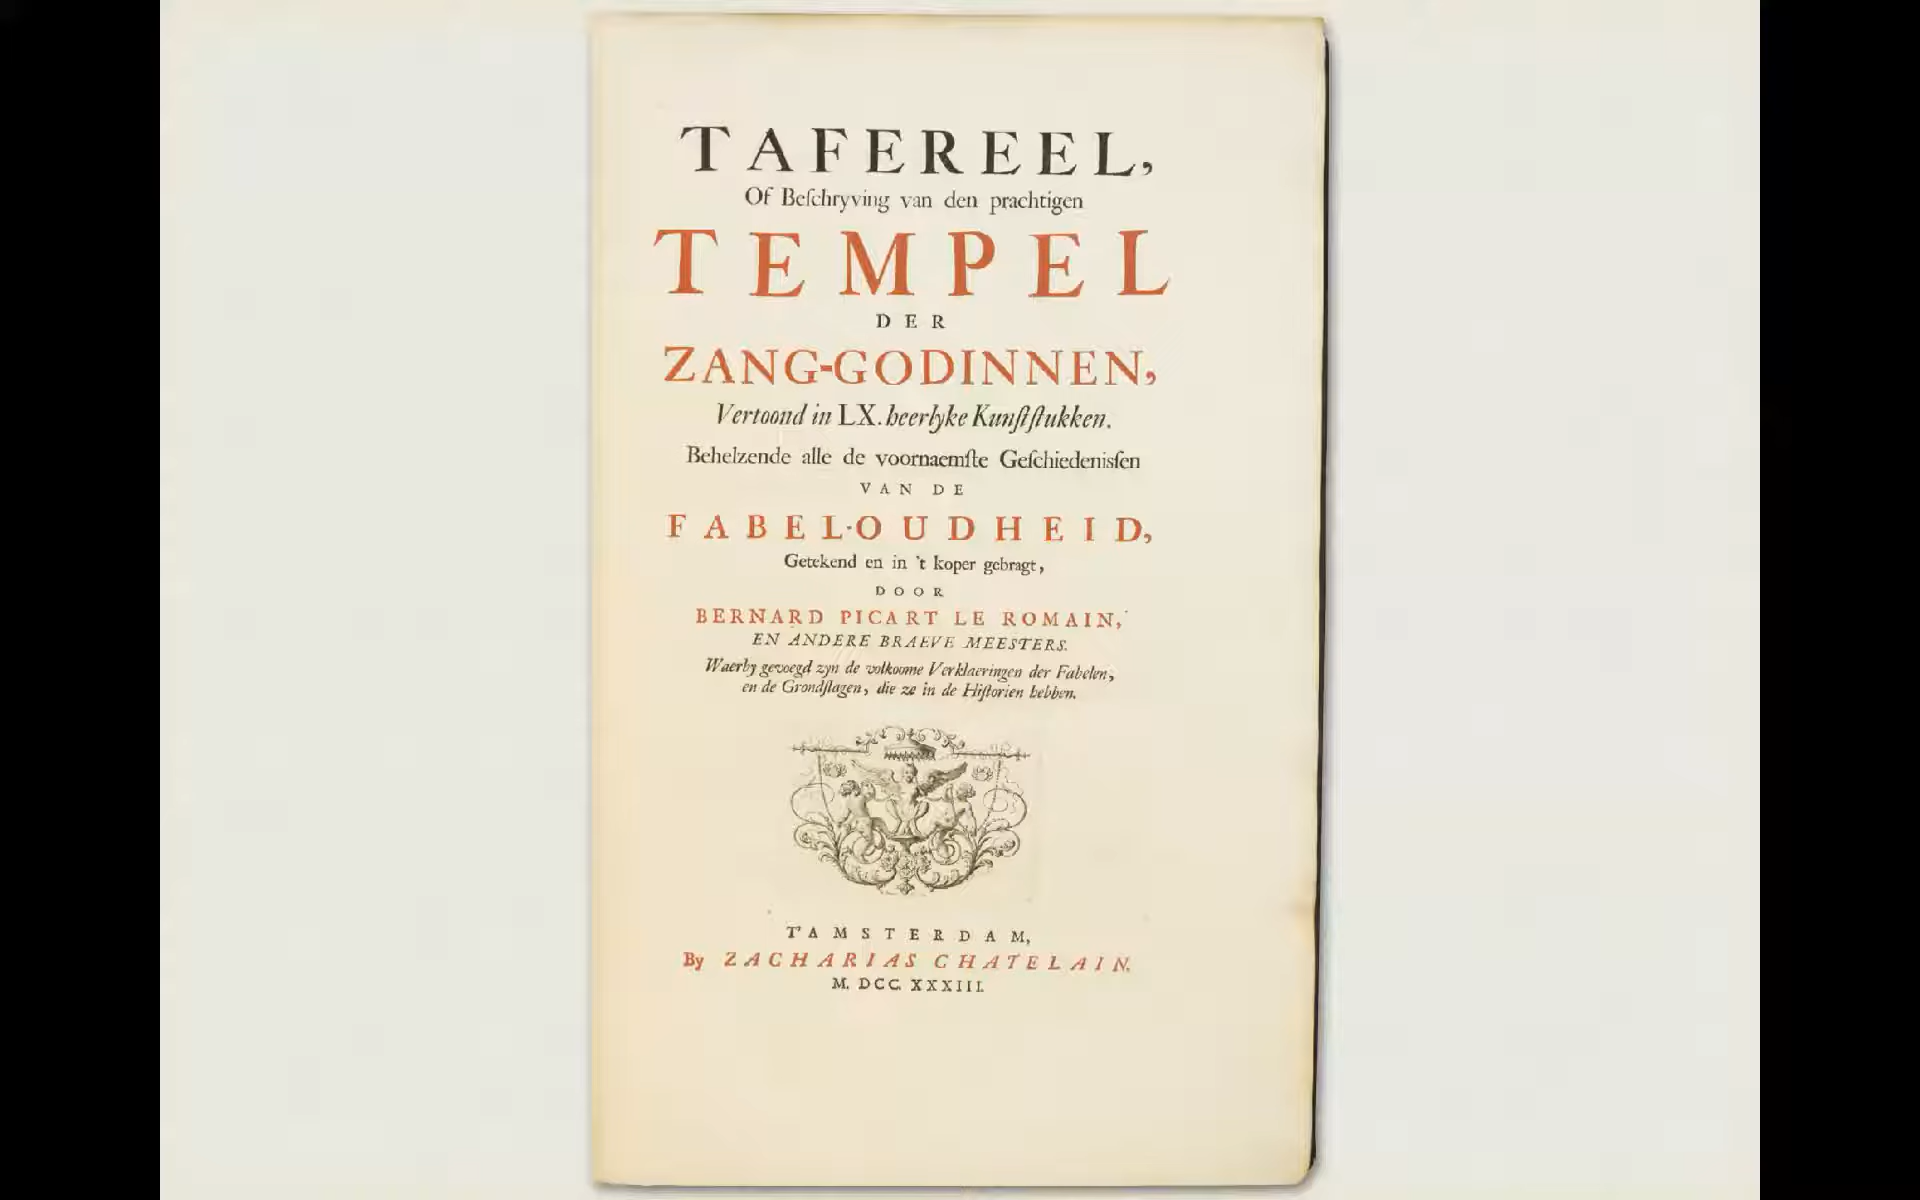 TAFEREEL,
Of Beſchryving van den prachtigen
TEMPEL
DER
ZANG-GODINNEN,
Vertoond in LX. heerlyke Kunſtſtukken.
Behelzende alle de voornaemſte Geſchiedenisſen
VAN DE
FABEL-OUDHEID,
Getekend en in 't koper gebragt,
DOOR
BERNARD PICART LE ROMAIN,
EN ANDERE BRAEVE MEESTERS.
Waerby gevoegd zyn de volkoome Verklaeringen der Fabelen,
en de Grondſlagen, die ze in de Hiſtorien hebben.
T'AMSTERDAM,
By ZACHARIAS CHATELAIN.
M. DCC. XXXIII.